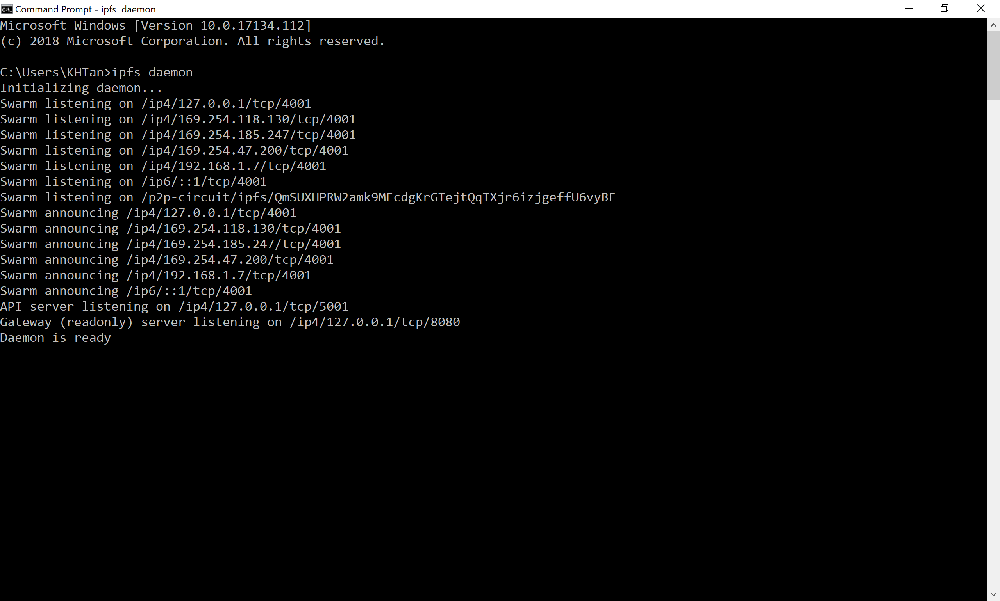 Command Prompt - ipfs  daemon
Microsoft Windows [Version 10.0.17134.112]
(c) 2018 Microsoft Corporation. All rights reserved.
C:\Users\KHTan>ipfs daemon
Initializing daemon...
Swarm listening on /ip4/127.0.0.1/tcp/4001
Swarm listening on /ip4/169.254.118.130/tcp/4001
Swarm listening on /ip4/169.254.185.247/tcp/4001
Swarm listening on /ip4/169.254.47.200/tcp/4001
Swarm listening on /ip4/192.168.1.7/tcp/4001
Swarm listening on /ip6/::1/tcp/4001
Swarm listening on /p2p-circuit/ipfs/QmSUXHPRW2amk9MEcdgKrGTejtQqTXjr6izjgeffU6vyBE
Swarm announcing /ip4/127.0.0.1/tcp/4001
Swarm announcing /ip4/169.254.118.130/tcp/4001
Swarm announcing /ip4/169.254.185.247/tcp/4001
Swarm announcing /ip4/169.254.47.200/tcp/4001
Swarm announcing /ip4/192.168.1.7/tcp/4001
Swarm announcing /ip6/::1/tcp/4001
API server listening on /ip4/127.0.0.1/tcp/5001
Gateway (readonly) server listening on /ip4/127.0.0.1/tcp/8080
Daemon is ready